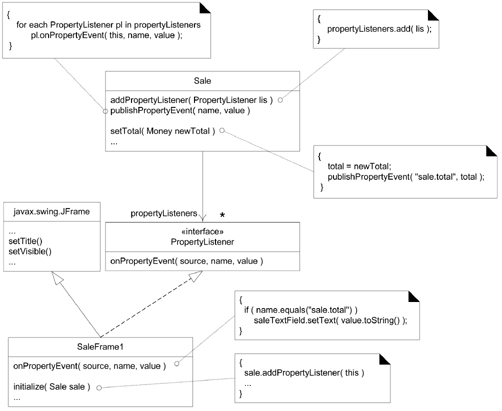 {
for each PropertyListener pl in propertyListeners
pl.onPropertyEvent( this, name, value );
}
{
propertyListeners.add( lis );
}
Sale
addPropertyListener( PropertyListener lis )
publishPropertyEvent( name, value )
setTotal( Money newTotal )
...
{
total = newTotal;
publishPropertyEvent( "sale.total", total );
}
javax.swing.JFrame
...
setTitle()
setVisible()
...
propertyListeners
*
«interface»
PropertyListener
onPropertyEvent( source, name, value )
{
if ( name.equals("sale.total") )
saleTextField.setText( value.toString() );
}
SaleFrame1
onPropertyEvent( source, name, value )
initialize( Sale sale )
...
{
sale.addPropertyListener( this )
...
}